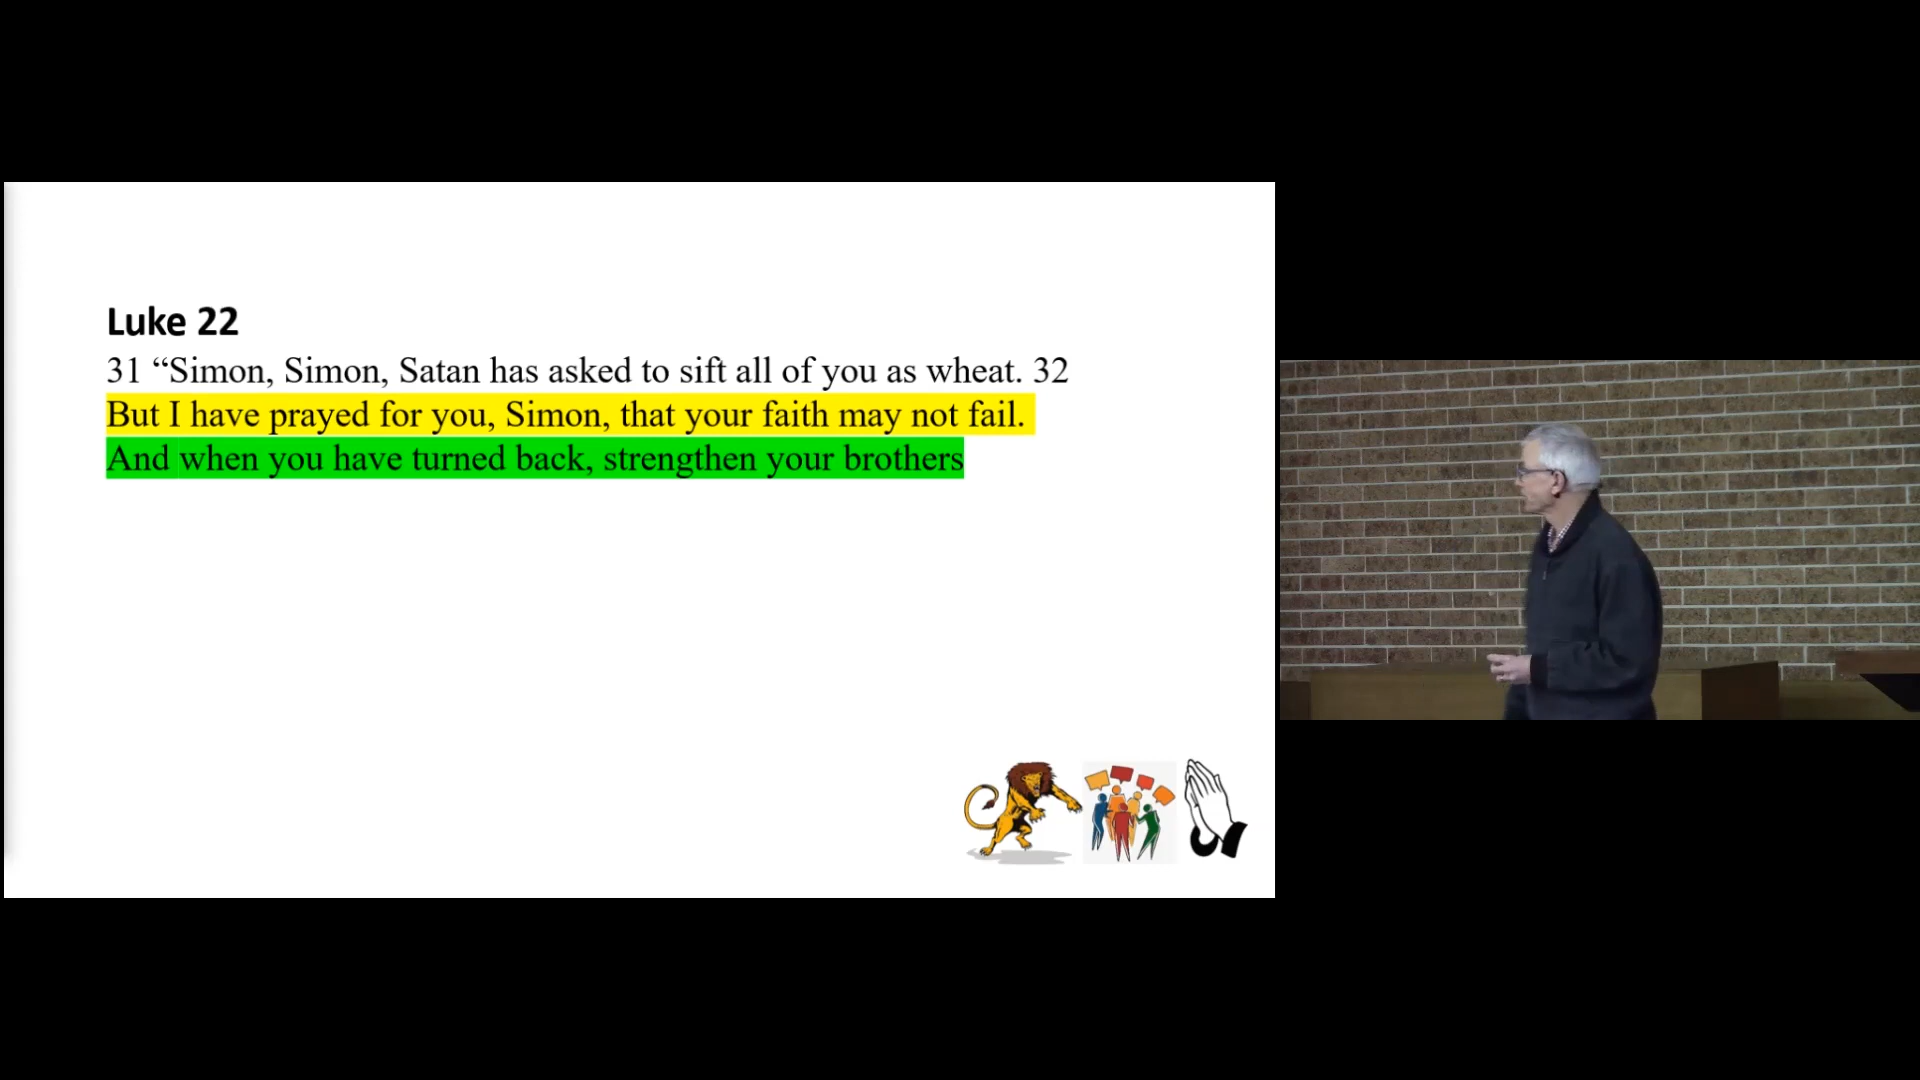 Luke 22
31 “Simon, Simon, Satan has asked to sift all of you as wheat. 32
But I have prayed for you, Simon, that your faith may not fail.
And when you have turned back, strengthen your brothers